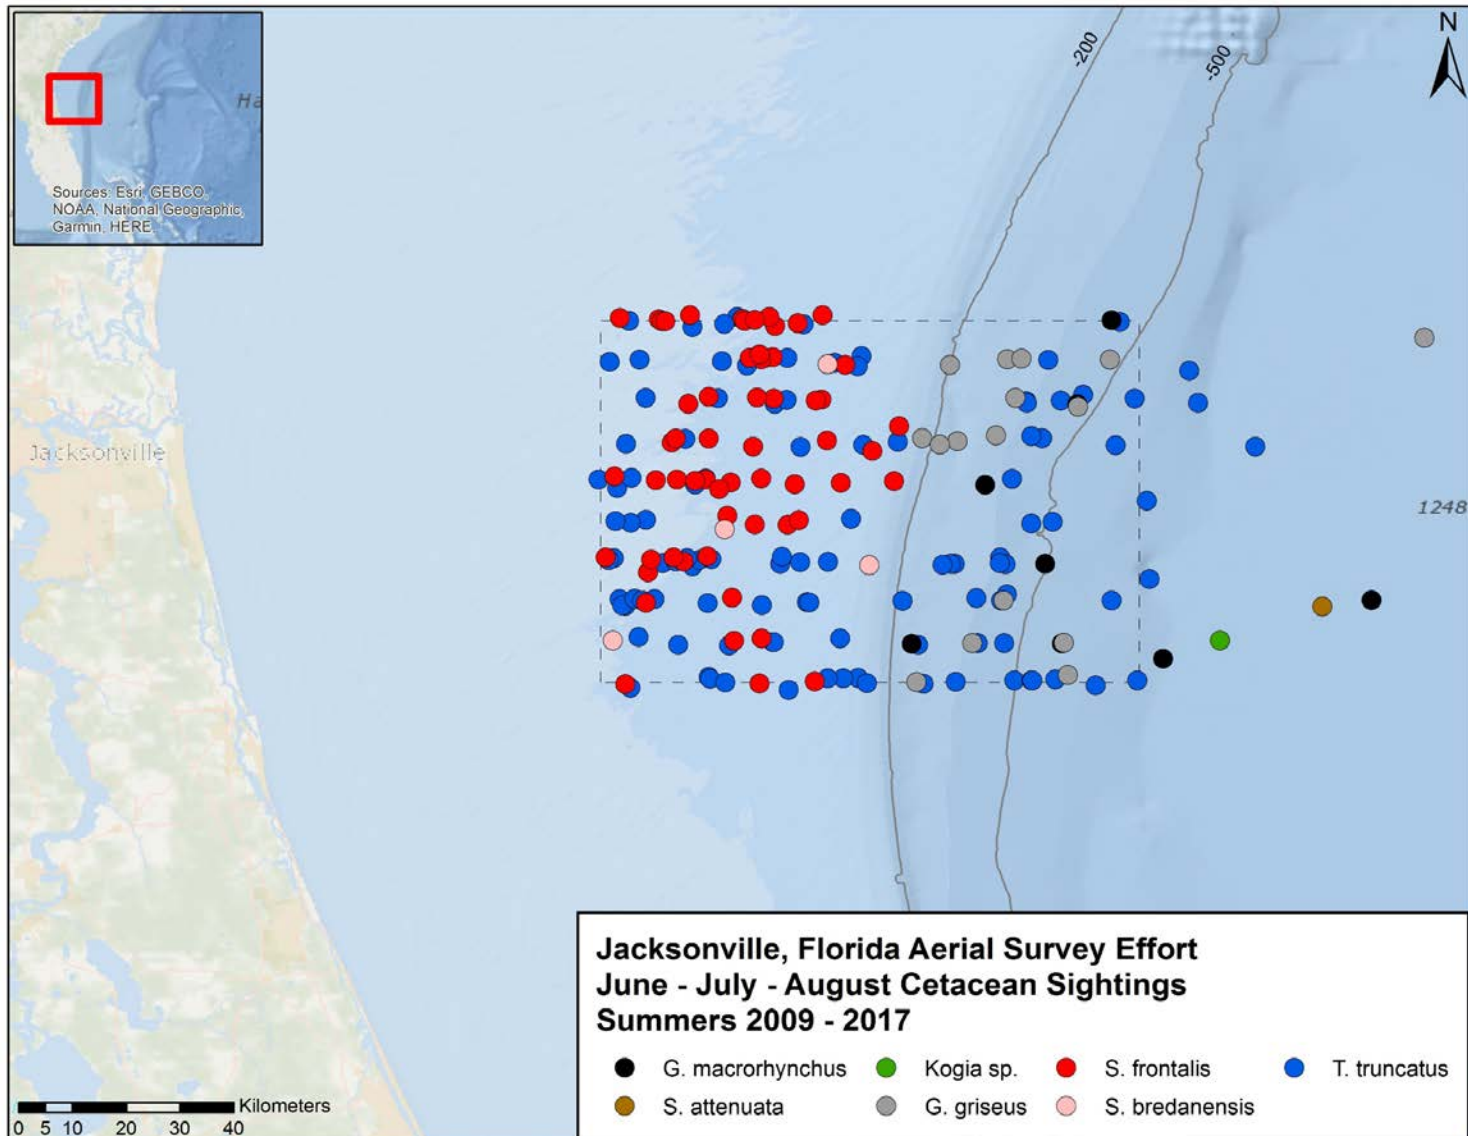 Ha
Sources: Esri, GEBCO,
NOAA, National Geographic,
Garmin, HERE
-200
-500
N
Jacksonville
1248
Jacksonville, Florida Aerial Survey Effort
June - July - August Cetacean Sightings
Summers 2009 - 2017
G. macrorhynchus Kogia sp. S. frontalis T. truncatus
S. attenuata G. griseus S. bredanensis
Kilometers
0 5 10 20 30 40